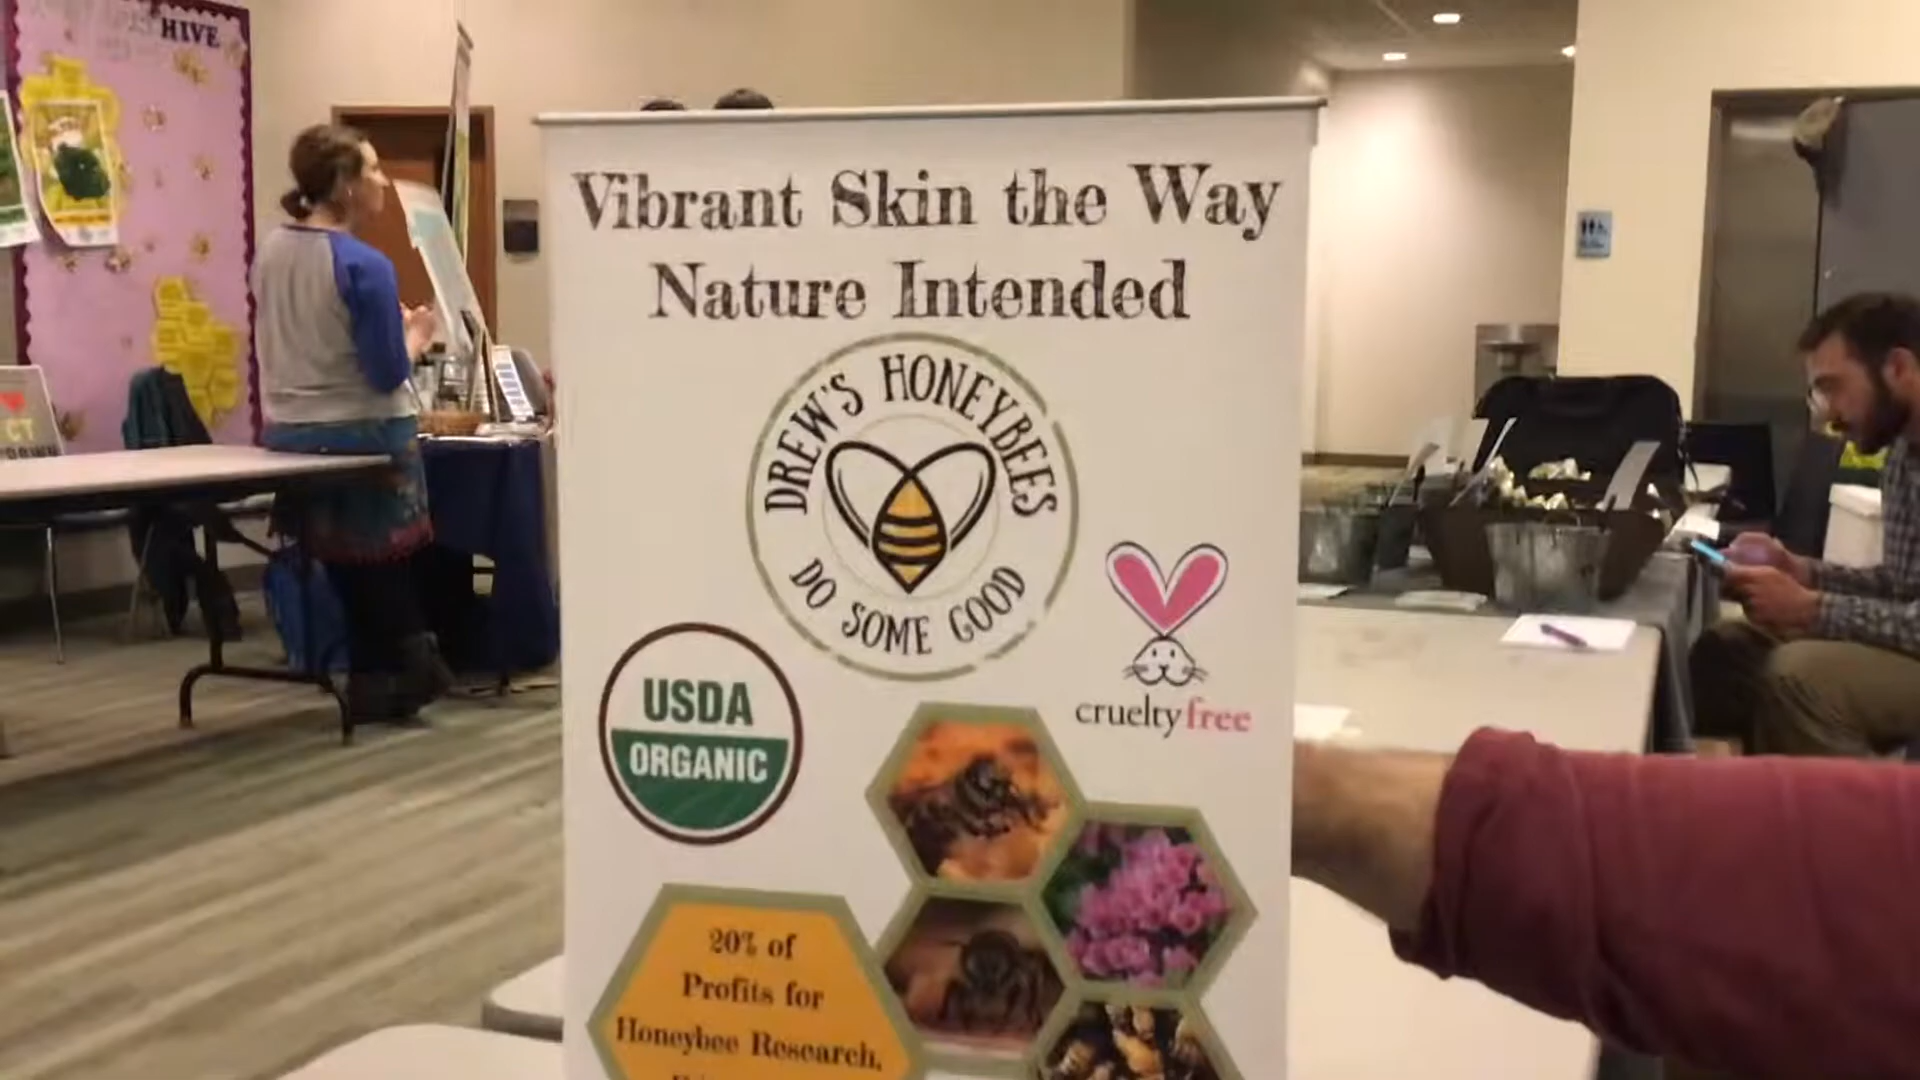 HIVE
CT
Vibrant Skin the Way
Nature Intended
DREW'S HONEYBEES
DO SOME GOOD
USDA
ORGANIC
crueltyfree
20% of
Profits for
Honeybee Research,